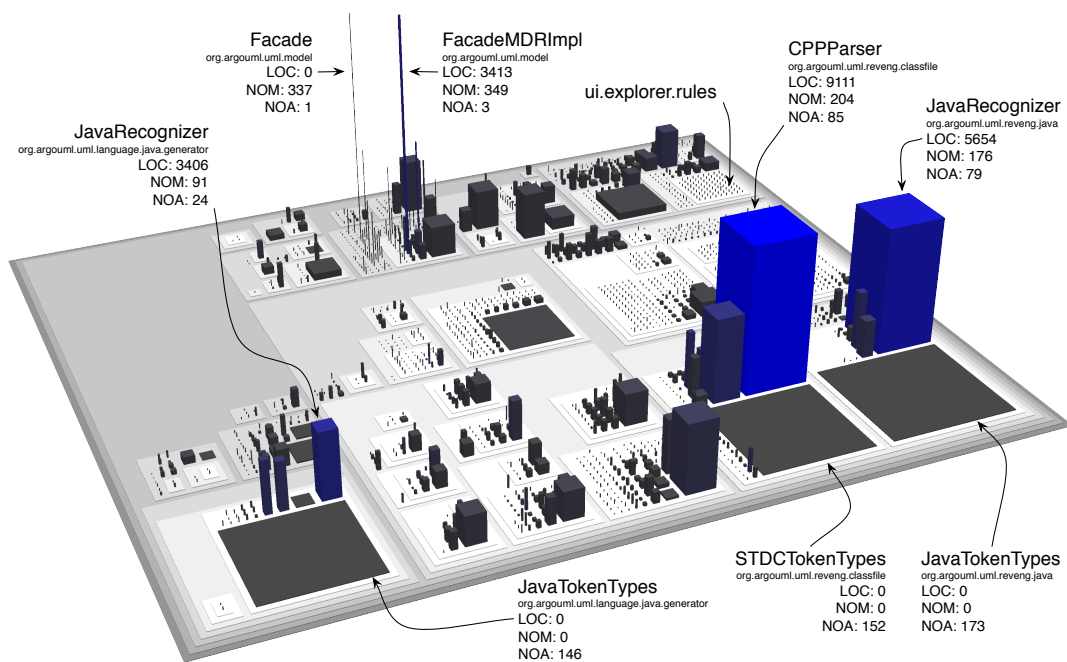 Facade
org.argouml.uml.model
LOC: 0
NOM: 337
NOA: 1
FacadeMDRImpl
org.argouml.uml.model
LOC: 3413
NOM: 349
NOA: 3
CPPParser
org.argouml.uml.reveng.classfile
LOC: 9111
NOM: 204
NOA: 85
ui.explorer.rules
JavaRecognizer
org.argouml.uml.reveng.java
LOC: 5654
NOM: 176
NOA: 79
JavaRecognizer
org.argouml.uml.language.java.generator
LOC: 3406
NOM: 91
NOA: 24
JavaTokenTypes
org.argouml.uml.language.java.generator
LOC: 0
NOM: 0
NOA: 146
STDCTokenTypes
org.argouml.uml.reveng.classfile
LOC: 0
NOM: 0
NOA: 152
JavaTokenTypes
org.argouml.uml.reveng.java
LOC: 0
NOM: 0
NOA: 173